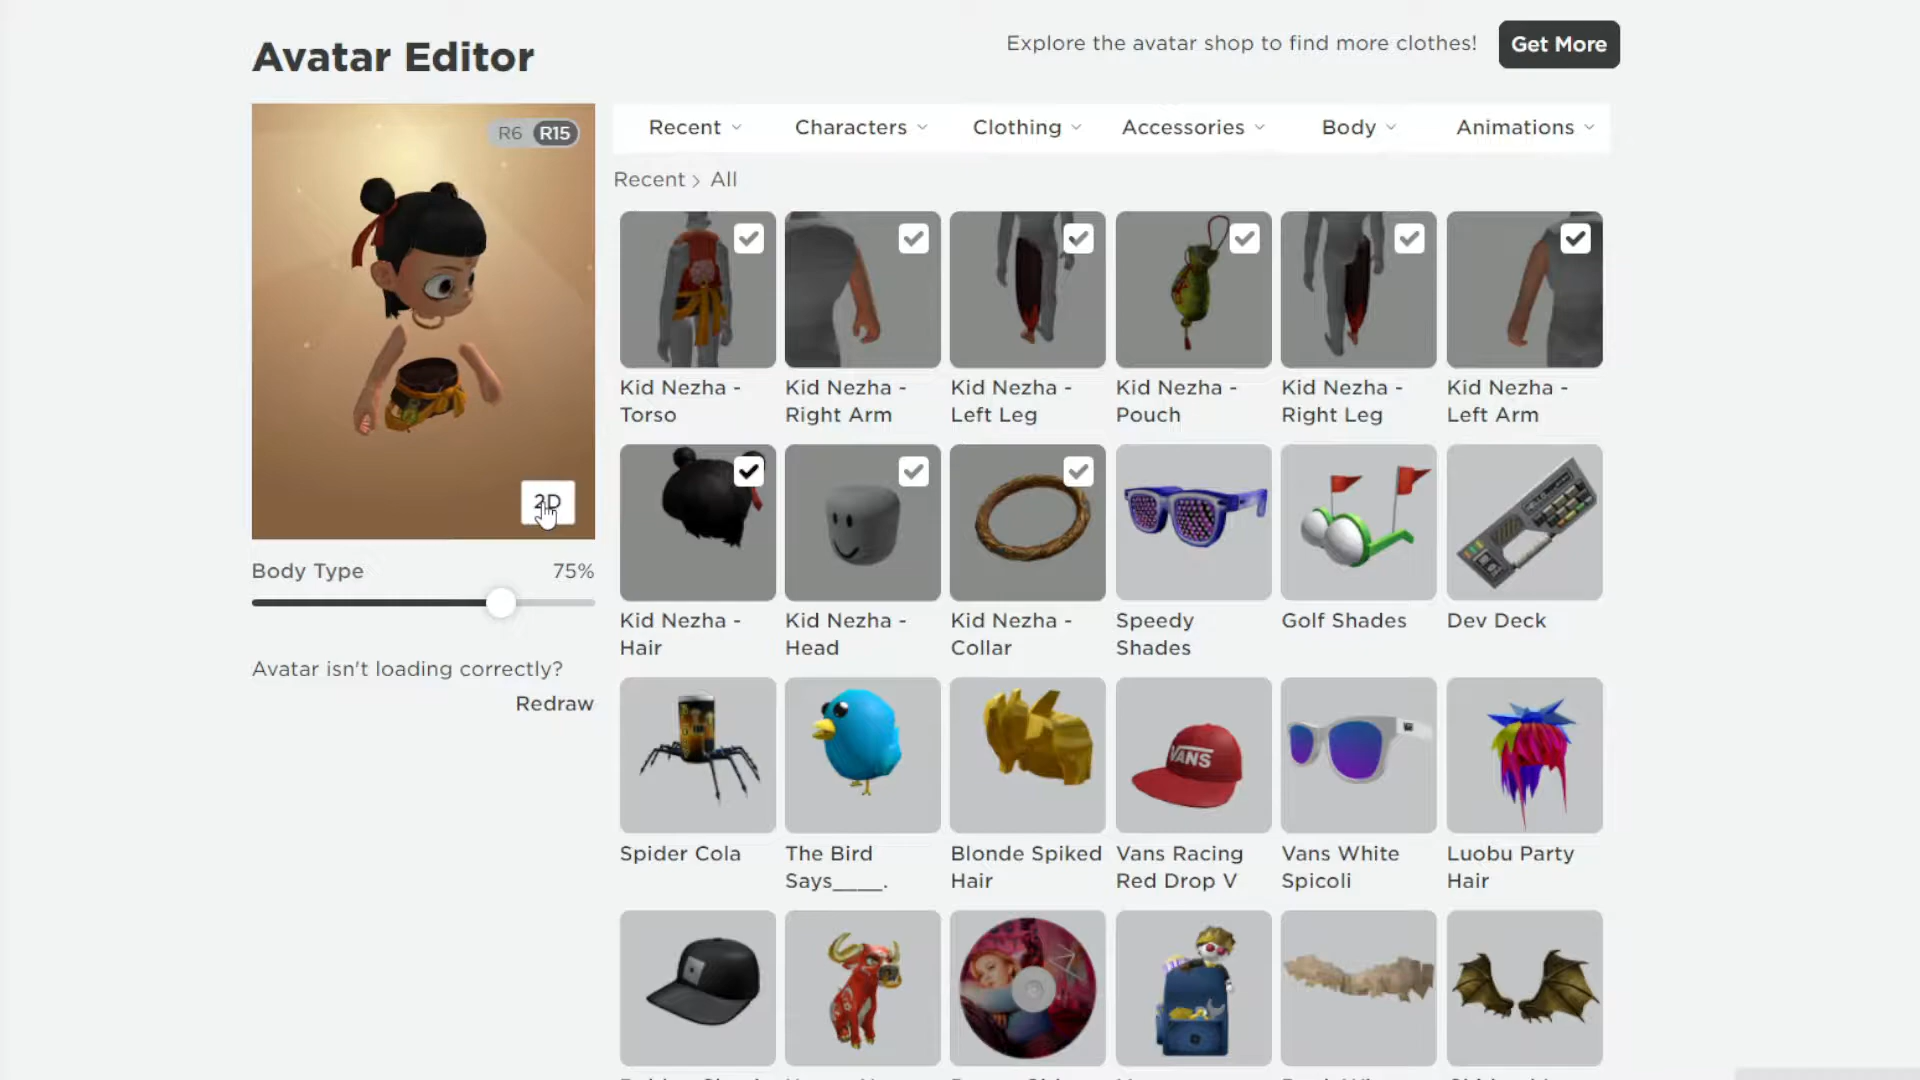 Avatar Editor
Explore the avatar shop to find more clothes!
Get More
R6 R15
2D
Body Type 75%
Avatar isn't loading correctly?
Redraw
Recent Characters Clothing Accessories Body Animations
Recent > All
Kid Nezha -
Torso
Kid Nezha -
Right Arm
Kid Nezha -
Left Leg
Kid Nezha -
Pouch
Kid Nezha -
Right Leg
Kid Nezha -
Left Arm
Kid Nezha -
Hair
Kid Nezha -
Head
Kid Nezha -
Collar
Speedy
Shades
Golf Shades
Dev Deck
Spider Cola
The Bird
Says____.
Blonde Spiked
Hair
VANS
Vans Racing
Red Drop V
Vans White
Spicoli
Luobu Party
Hair